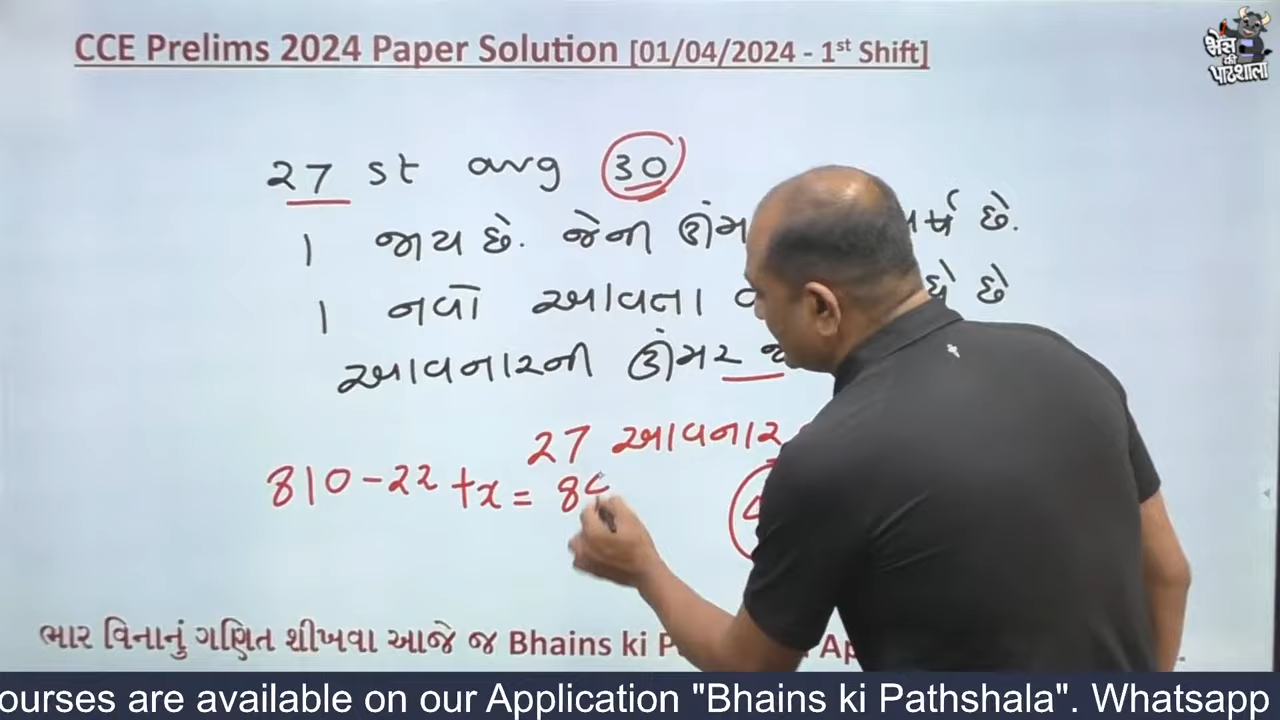 CCE Prelims 2024 Paper Solution [01/04/2024 - 1st Shift]
भैंस की पाठशाला
27 st avg 30
1 જાય છે. જેની ઊંમ ર્ષ છે.
1 નવો આવતા વ ધે છે
આવનારની ઊંમર જ
27 આવનાર
810 - 22 + x = 8
ભાર વિનાનું ગણિત શીખવા આજે જ Bhains ki P Ap
ourses are available on our Application "Bhains ki Pathshala". Whatsapp